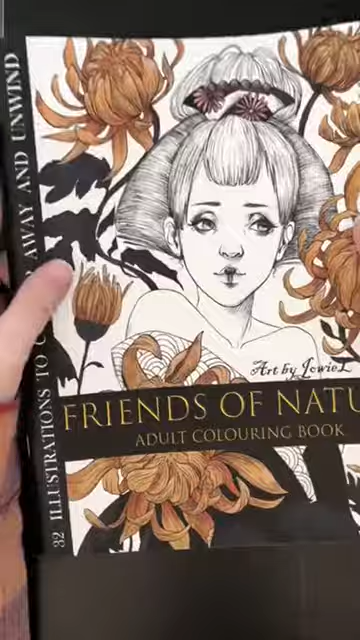 32 ILLUSTRATIONS TO AWAY AND UNWIND
Art by JowieL
FRIENDS OF NATU
ADULT COLOURING BOOK